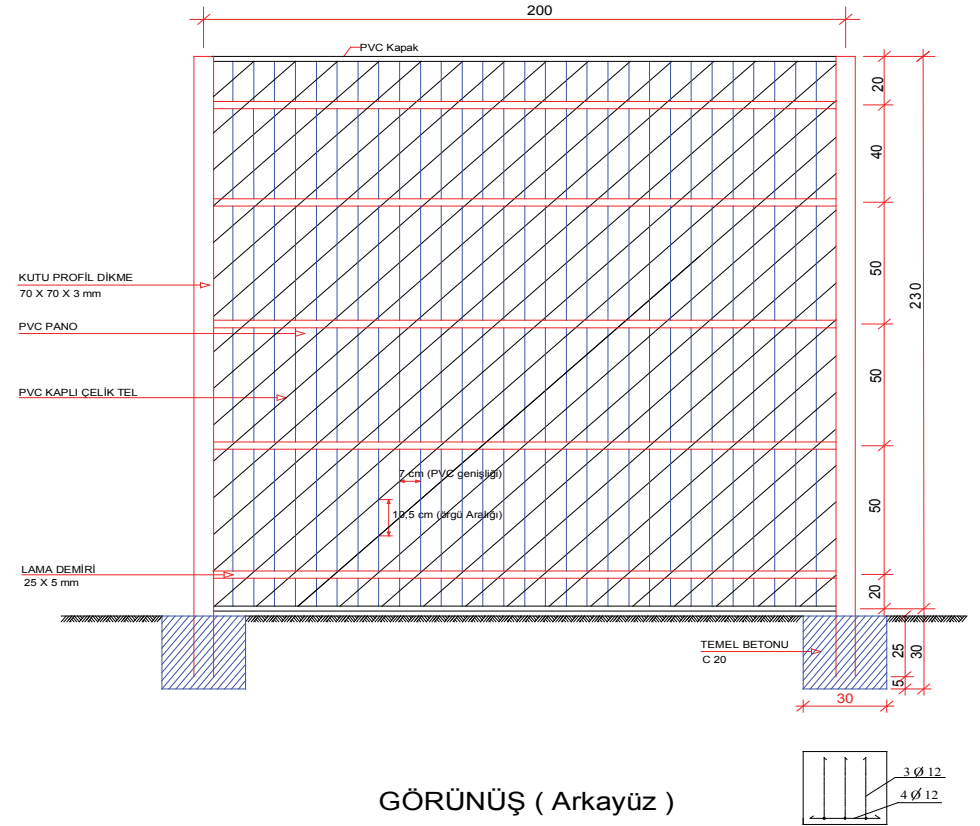 200
PVC Kapak
20
40
KUTU PROFİL DİKME
70 X 70 X 3 mm
50
230
PVC PANO
50
PVC KAPLI ÇELİK TEL
7 cm (PVC genişliği)
10,5 cm (örgü Aralığı)
50
LAMA DEMİRİ
25 X 5 mm
20
TEMEL BETONU
C 20
25
30
5
30
3 Ø 12
4 Ø 12
GÖRÜNÜŞ ( Arkayüz )